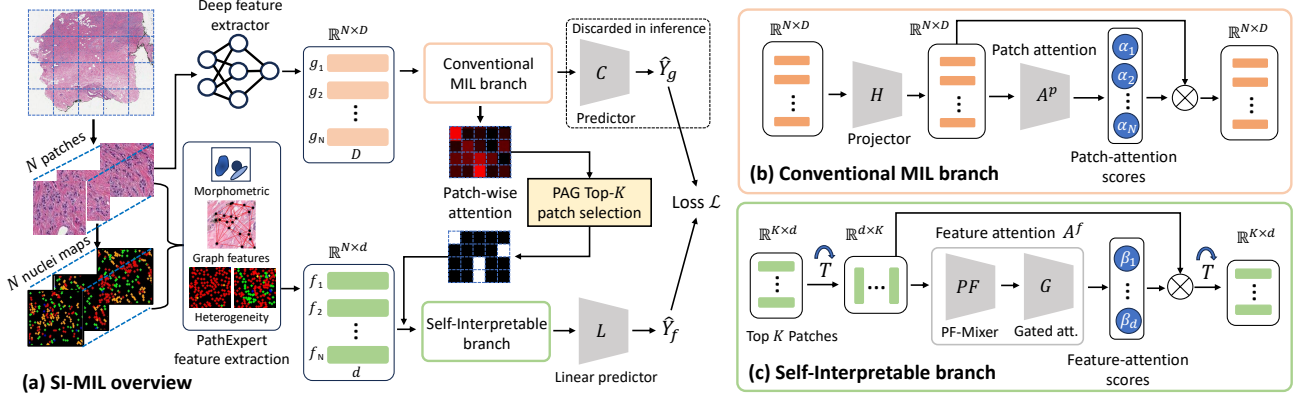 Deep feature
extractor
ℝ^{N×D}
g_1
g_2
g_N
D
Conventional
MIL branch
Discarded in inference
C
Predictor
Ŷ_g
N patches
N nuclei maps
Morphometric
Graph features
Heterogeneity
PathExpert
feature extraction
Patch-wise
attention
PAG Top-K
patch selection
Loss ℒ
ℝ^{N×d}
f_1
f_2
f_N
d
Self-Interpretable
branch
L
Linear predictor
Ŷ_f
(a) SI-MIL overview
ℝ^{N×D}
H
Projector
ℝ^{N×D}
Patch attention
A^p
α_1
α_2
α_N
Patch-attention
scores
ℝ^{N×D}
(b) Conventional MIL branch
ℝ^{K×d}
Top K Patches
T
ℝ^{d×K}
Feature attention A^f
PF
PF-Mixer
G
Gated att.
β_1
β_d
Feature-attention
scores
T
ℝ^{K×d}
(c) Self-Interpretable branch